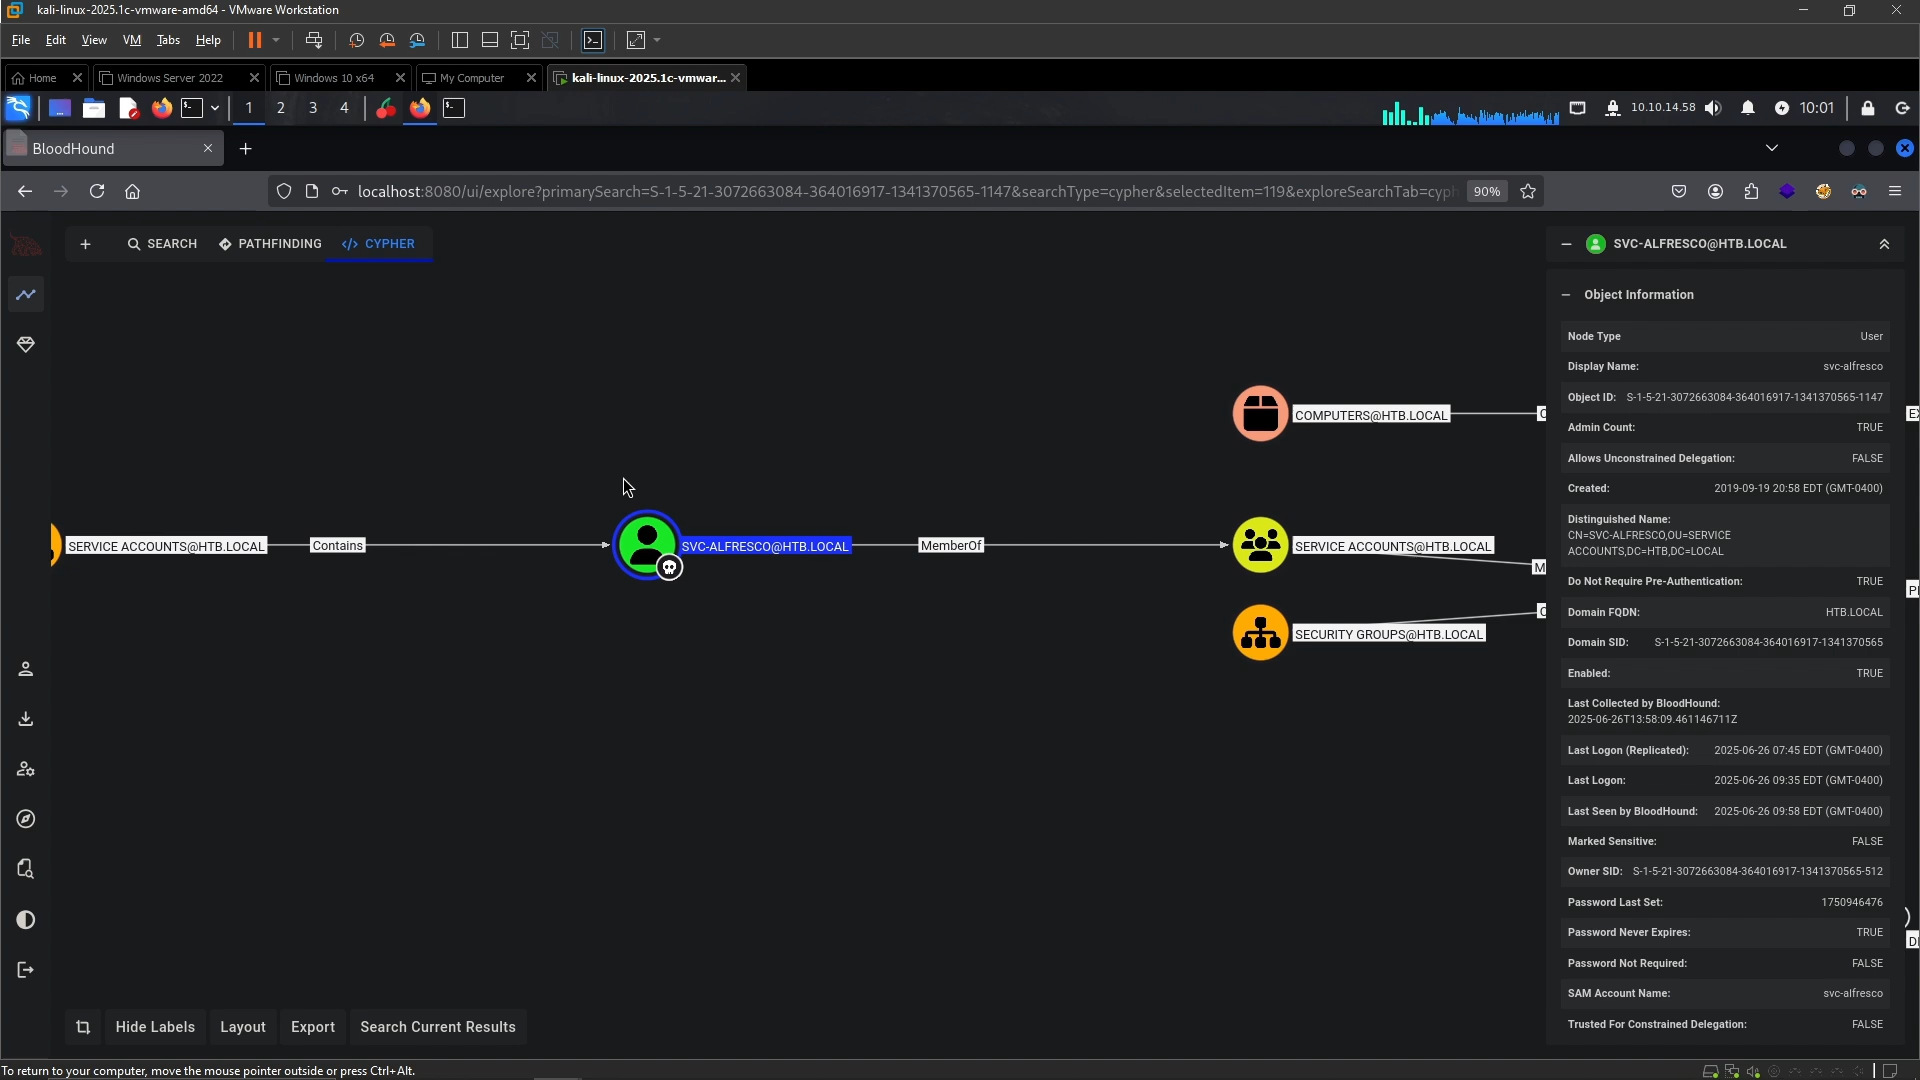 kali-linux-2025.1c-vmware-amd64 - VMware Workstation
File Edit View VM Tabs Help
Home Windows Server 2022 Windows 10 x64 My Computer kali-linux-2025.1c-vmwar...
1 2 3 4 10.10.14.58 10:01
BloodHound
localhost:8080/ui/explore?primarySearch=S-1-5-21-3072663084-364016917-1341370565-1147&searchType=cypher&selectedItem=119&exploreSearchTab=cyph 90%
SEARCH PATHFINDING CYPHER
SVC-ALFRESCO@HTB.LOCAL
Object Information
Node Type User
Display Name: svc-alfresco
Object ID: S-1-5-21-3072663084-364016917-1341370565-1147
Admin Count: TRUE
Allows Unconstrained Delegation: FALSE
Created: 2019-09-19 20:58 EDT (GMT-0400)
Distinguished Name:
CN=SVC-ALFRESCO,OU=SERVICE
ACCOUNTS,DC=HTB,DC=LOCAL
Do Not Require Pre-Authentication: TRUE
Domain FQDN: HTB.LOCAL
Domain SID: S-1-5-21-3072663084-364016917-1341370565
Enabled: TRUE
Last Collected by BloodHound:
2025-06-26T13:58:09.461146711Z
Last Logon (Replicated): 2025-06-26 07:45 EDT (GMT-0400)
Last Logon: 2025-06-26 09:35 EDT (GMT-0400)
Last Seen by BloodHound: 2025-06-26 09:58 EDT (GMT-0400)
Marked Sensitive: FALSE
Owner SID: S-1-5-21-3072663084-364016917-1341370565-512
Password Last Set: 1750946476
Password Never Expires: TRUE
Password Not Required: FALSE
SAM Account Name: svc-alfresco
Trusted For Constrained Delegation: FALSE
COMPUTERS@HTB.LOCAL
SERVICE ACCOUNTS@HTB.LOCAL Contains SVC-ALFRESCO@HTB.LOCAL MemberOf SERVICE ACCOUNTS@HTB.LOCAL
SECURITY GROUPS@HTB.LOCAL
Hide Labels Layout Export Search Current Results
To return to your computer, move the mouse pointer outside or press Ctrl+Alt.